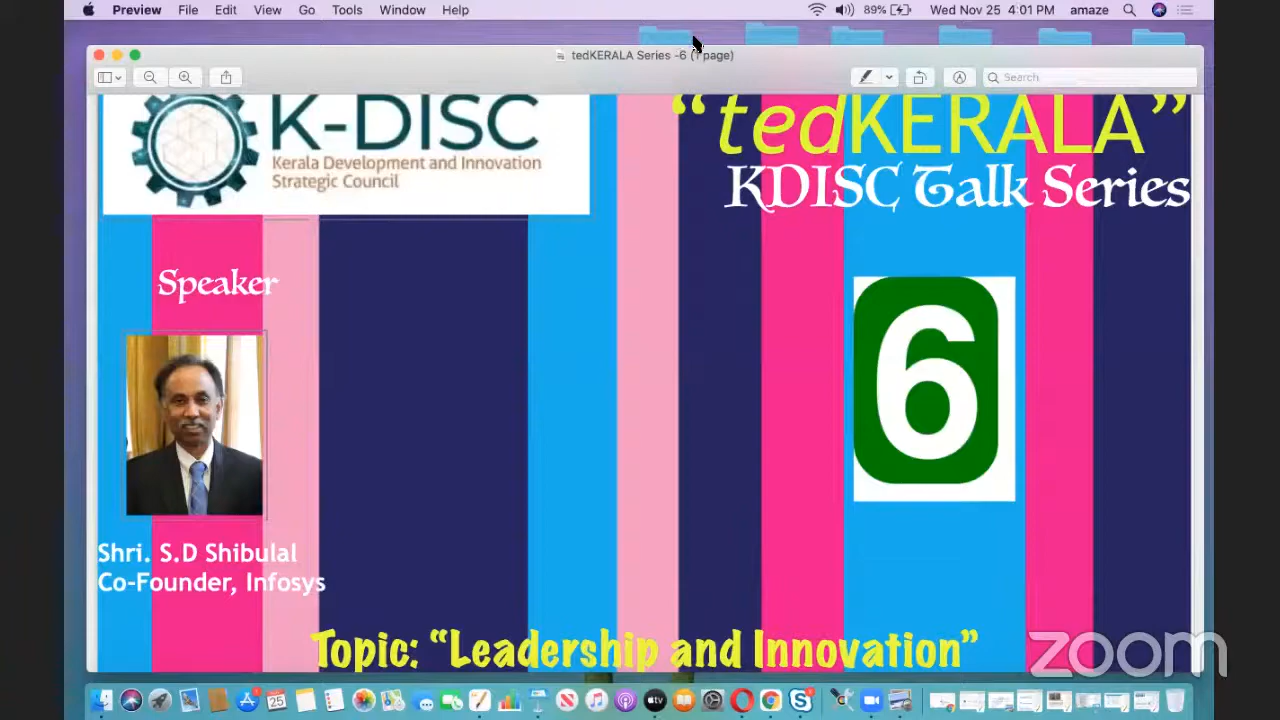 Preview File Edit View Go Tools Window Help 89% Wed Nov 25 4:01 PM amaze
tedKERALA Series -6 (1 page)
Search
K-DISC
Kerala Development and Innovation
Strategic Council
“tedKERALA”
KDISC Talk Series
Speaker
6
Shri. S.D Shibulal
Co-Founder, Infosys
Topic: “Leadership and Innovation”
zoom
25
tv